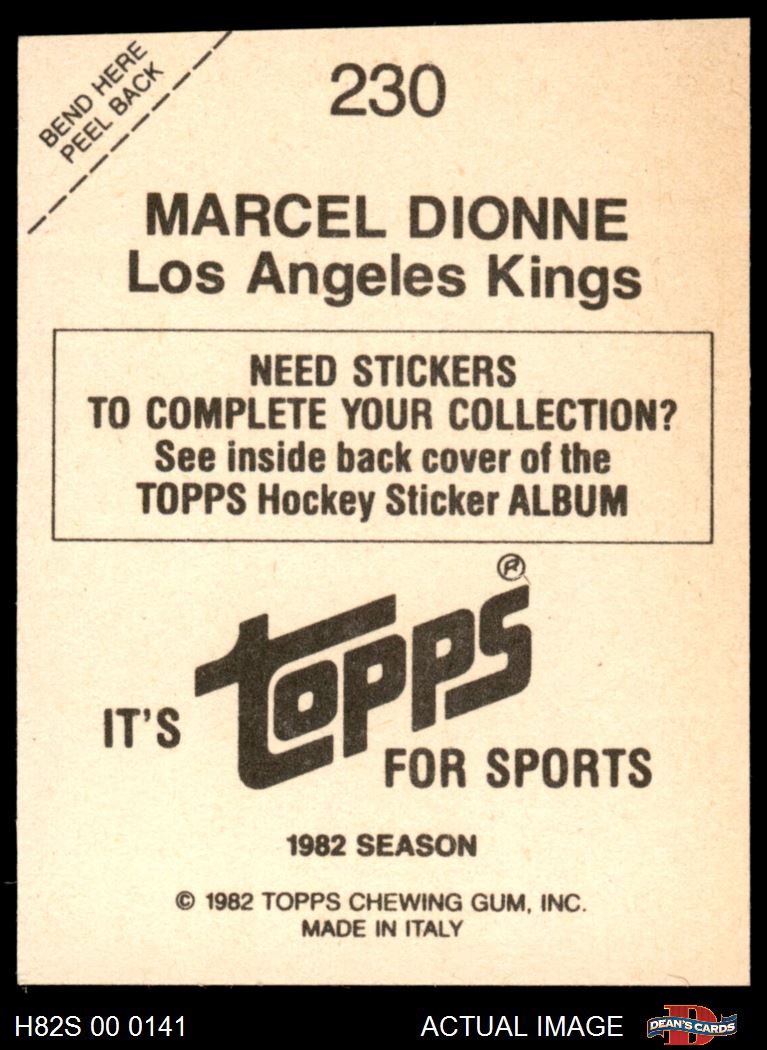 BEND HERE
PEEL BACK
230
MARCEL DIONNE
Los Angeles Kings
NEED STICKERS
TO COMPLETE YOUR COLLECTION?
See inside back cover of the
TOPPS Hockey Sticker ALBUM
®
IT'S topps FOR SPORTS
1982 SEASON
© 1982 TOPPS CHEWING GUM, INC.
MADE IN ITALY
H82S 00 0141 ACTUAL IMAGE D DEAN'S CARDS